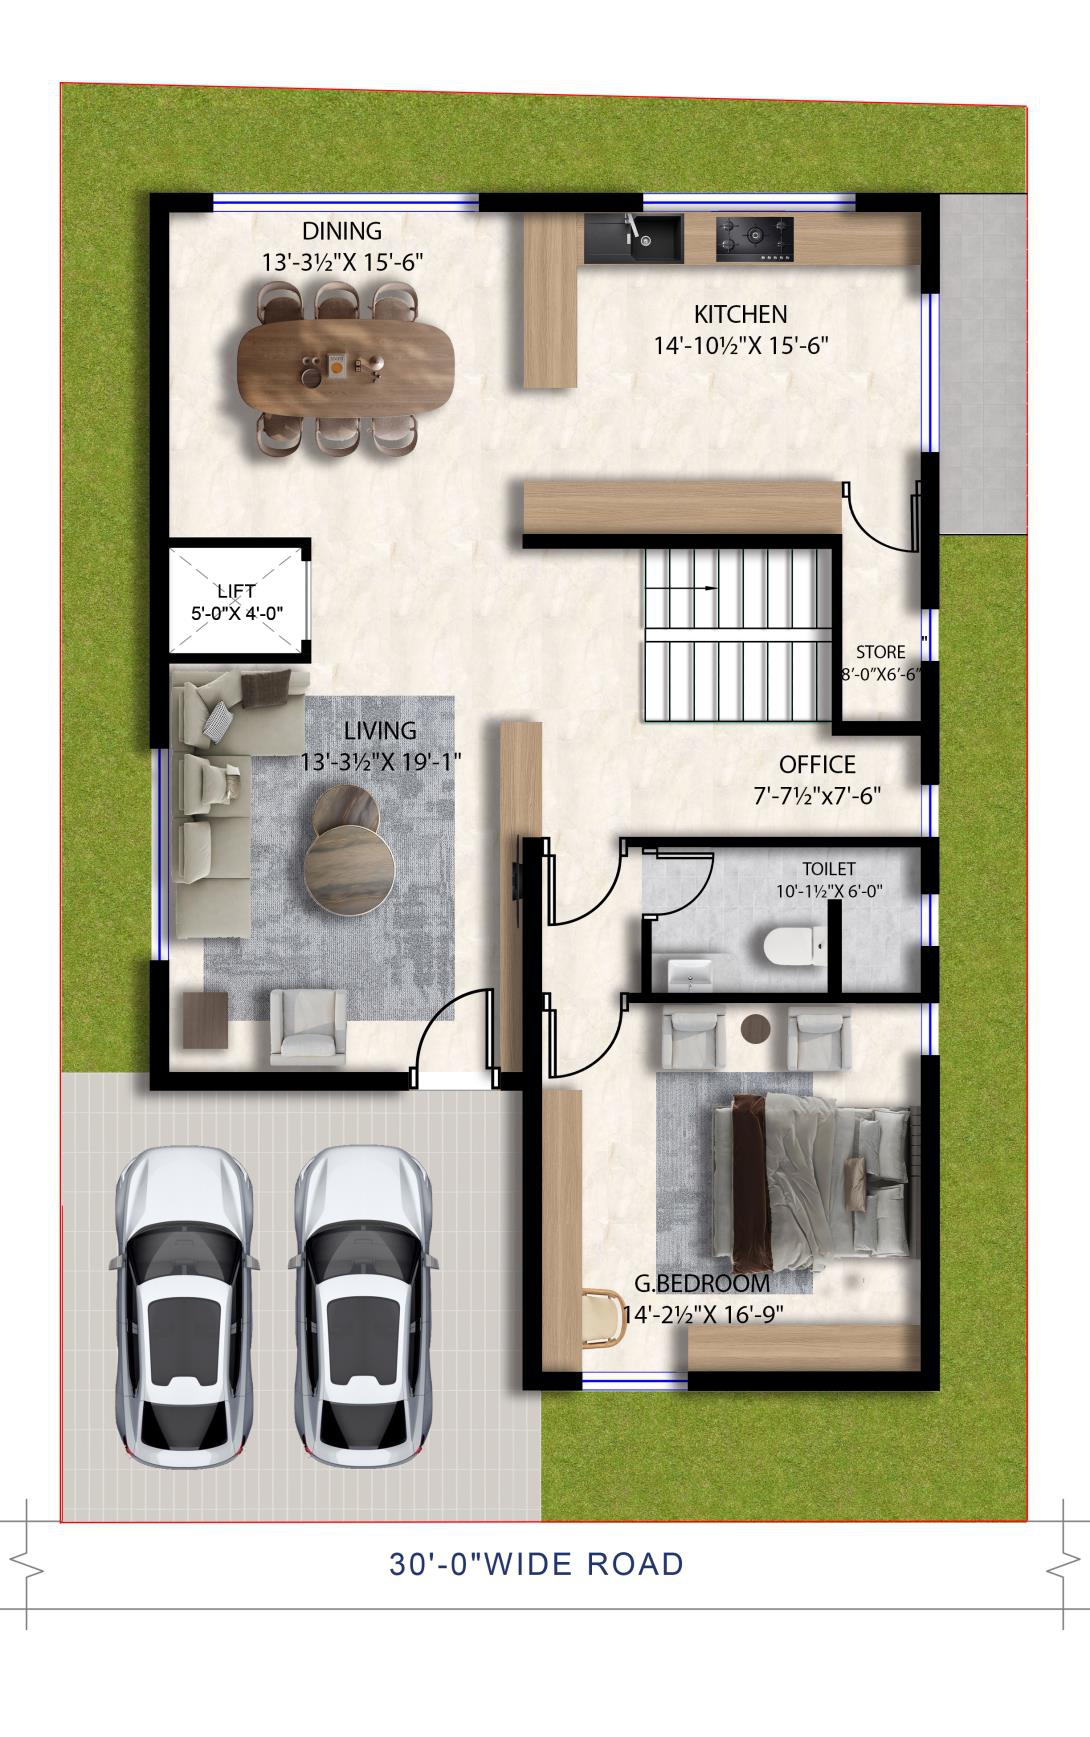 DINING
13'-3½"X 15'-6"
KITCHEN
14'-10½"X 15'-6"
LIFT
5'-0"X 4'-0"
STORE "
8'-0"X6'-6"
LIVING
13'-3½"X 19'-1"
OFFICE
7'-7½"x7'-6"
TOILET
10'-1½"X 6'-0"
G.BEDROOM
14'-2½"X 16'-9"
30'-0"WIDE ROAD